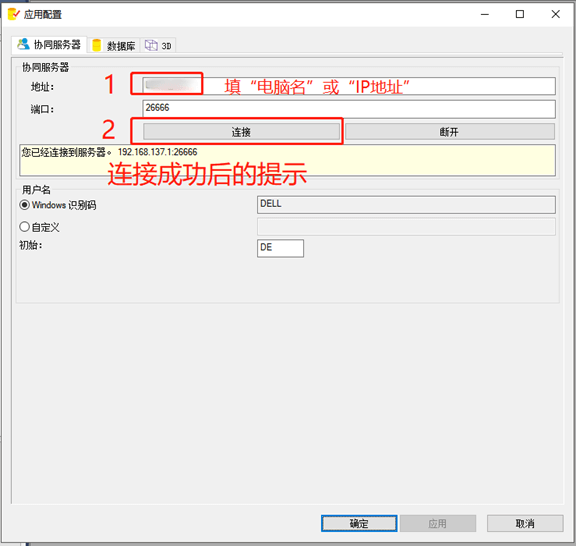 应用配置
协同服务器 数据库 3D
协同服务器
地址: 1 填“电脑名”或“IP地址”
端口: 26666
2 连接 断开
您已经连接到服务器。 192.168.137.1:26666
连接成功后的提示
用户名
Windows 识别码 DELL
自定义
初始: DE
确定 应用 取消